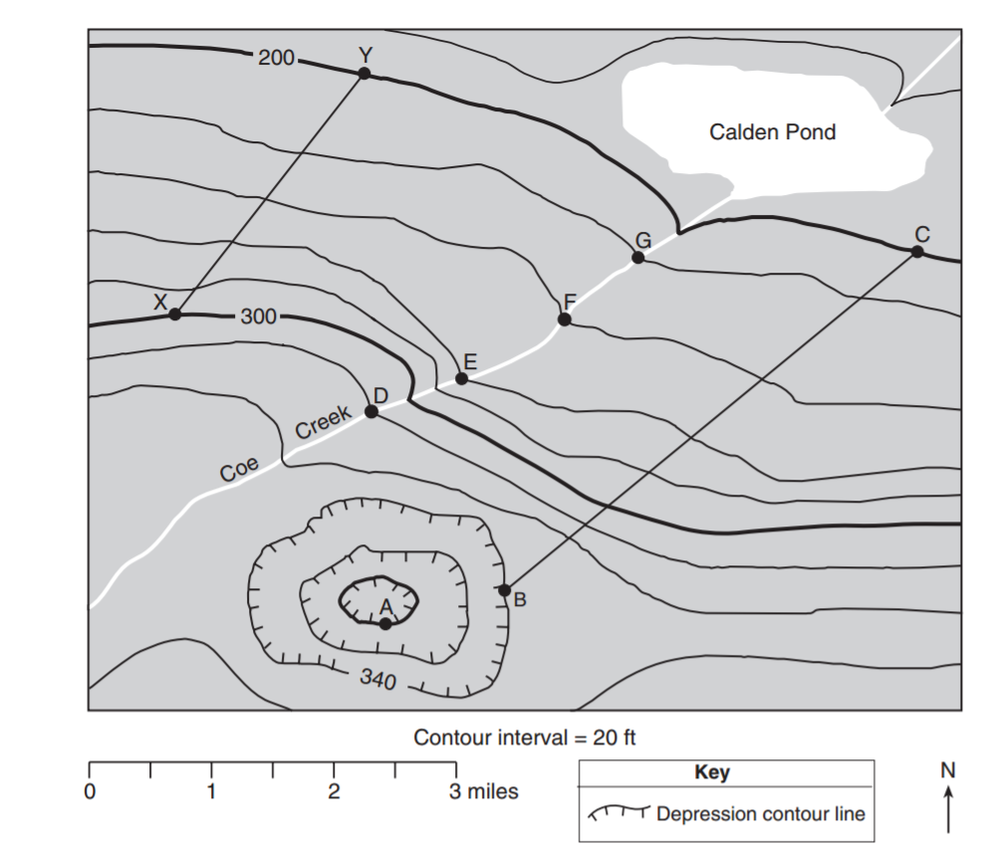 200
Y
Calden Pond
G
C
X
300
F
E
D
Coe Creek
A
B
340
Contour interval = 20 ft
0 1 2 3 miles
Key
Depression contour line
N